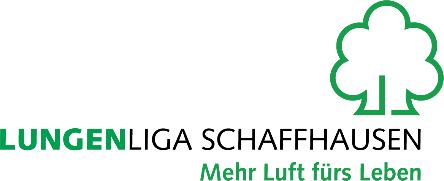 LUNGENLIGA SCHAFFHAUSEN
Mehr Luft fürs Leben